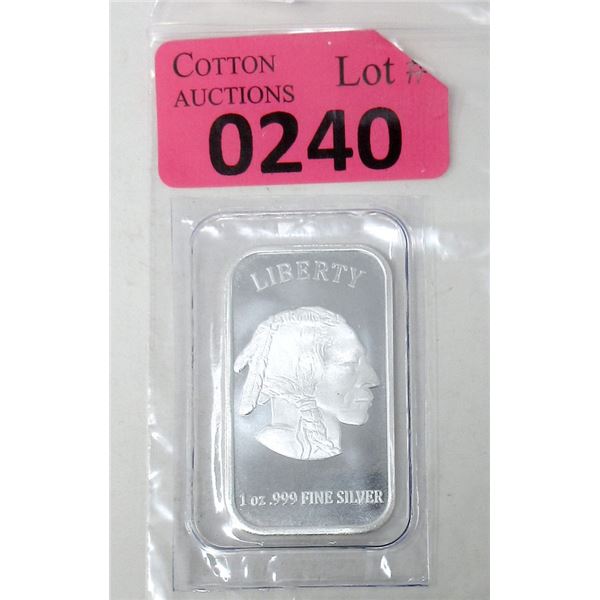 COTTON Lot #
AUCTIONS
0240
LIBERTY
1 oz .999 FINE SILVER